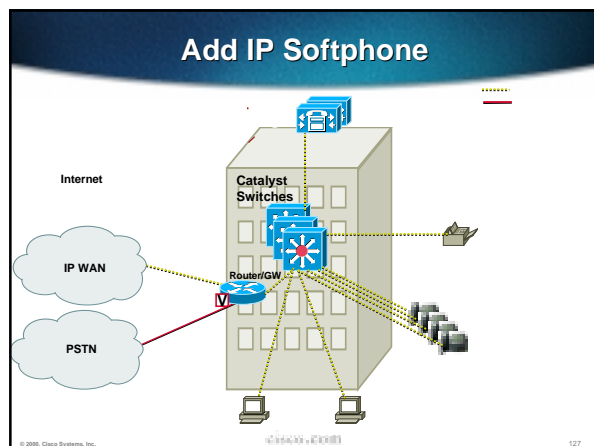 Add IP Softphone
Internet
Catalyst
Switches
IP WAN
Router/GW
V
PSTN
© 2000, Cisco Systems, Inc.
127